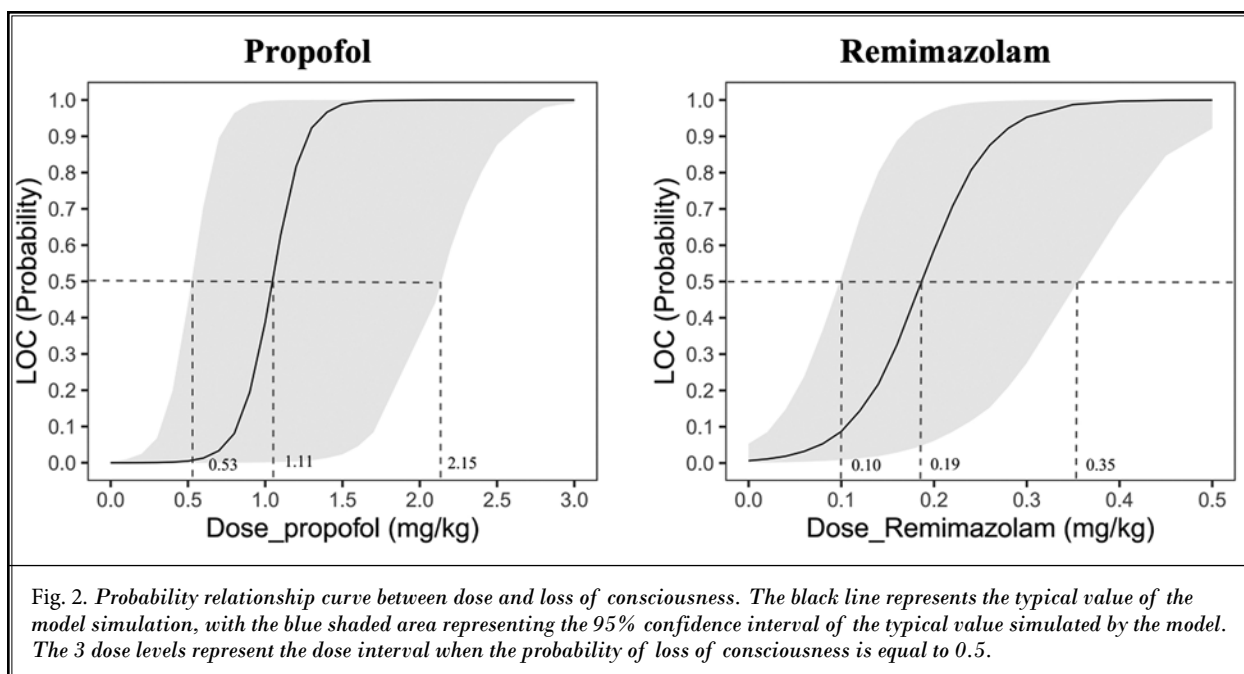 Propofol
Remimazolam
LOC (Probability)
1.0
0.9
0.8
0.7
0.6
0.5
0.4
0.3
0.2
0.1
0.0
0.53
1.11
2.15
0.0 0.5 1.0 1.5 2.0 2.5 3.0
Dose_propofol (mg/kg)
LOC (Probability)
1.0
0.9
0.8
0.7
0.6
0.5
0.4
0.3
0.2
0.1
0.0
0.10
0.19
0.35
0.0 0.1 0.2 0.3 0.4 0.5
Dose_Remimazolam (mg/kg)
Fig. 2. Probability relationship curve between dose and loss of consciousness. The black line represents the typical value of the
model simulation, with the blue shaded area representing the 95% confidence interval of the typical value simulated by the model.
The 3 dose levels represent the dose interval when the probability of loss of consciousness is equal to 0.5.